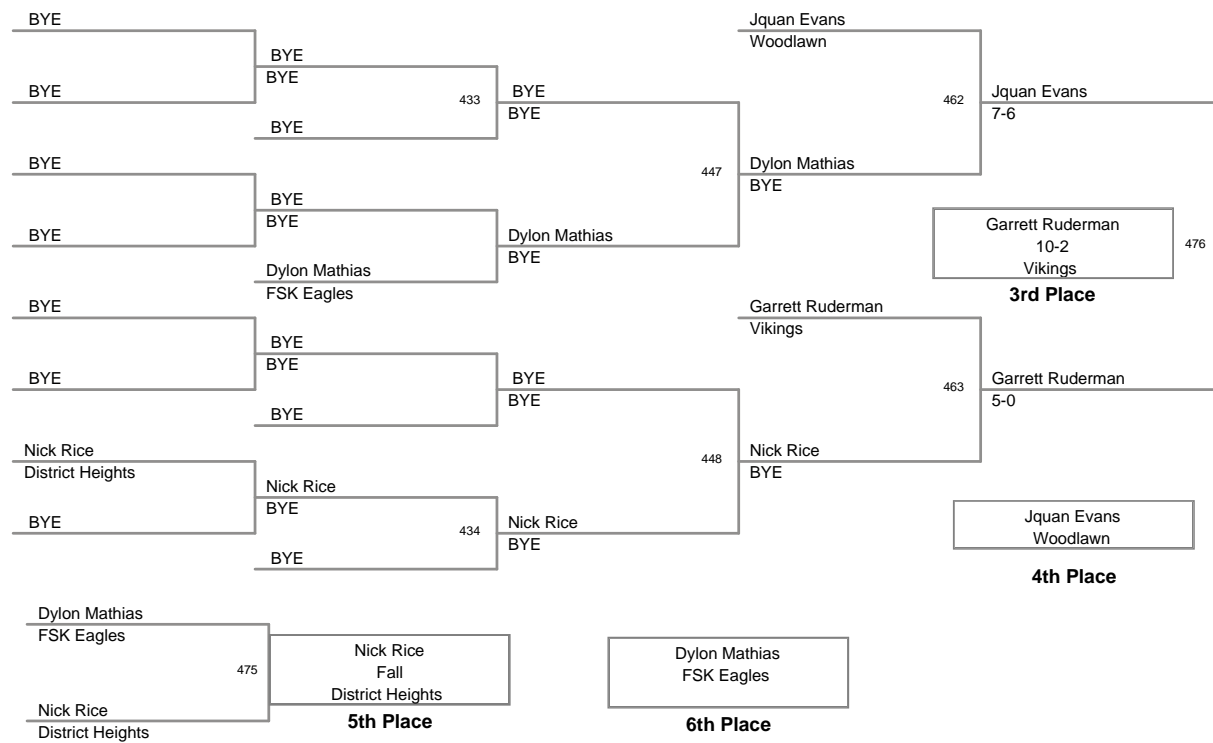 BYE
Jquan Evans
Woodlawn
BYE
BYE
433
BYE
BYE
462
Jquan Evans
7-6
BYE
BYE
BYE
447
Dylon Mathias
BYE
BYE
BYE
Garrett Ruderman
10-2
Vikings
476
3rd Place
BYE
Dylon Mathias
BYE
Dylon Mathias
FSK Eagles
BYE
Garrett Ruderman
Vikings
BYE
BYE
BYE
BYE
BYE
463
Garrett Ruderman
5-0
BYE
Nick Rice
District Heights
448
Nick Rice
BYE
Nick Rice
BYE
BYE
434
Nick Rice
BYE
BYE
Jquan Evans
Woodlawn
4th Place
Dylon Mathias
FSK Eagles
475
Nick Rice
Fall
District Heights
5th Place
Dylon Mathias
FSK Eagles
6th Place
Nick Rice
District Heights